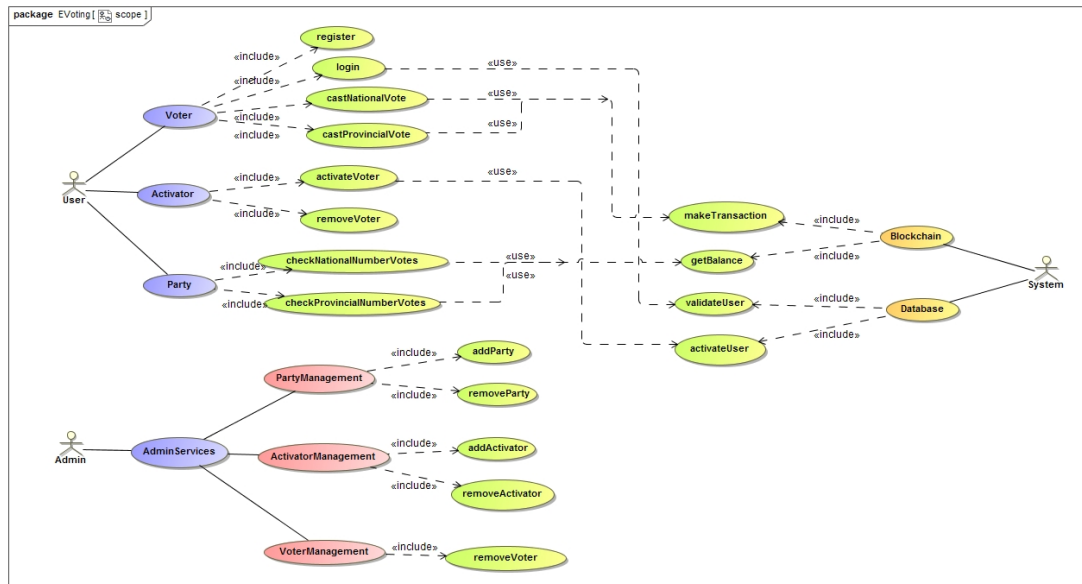 package EVoting [ scope ]
register
«include»
login
«use»
«include»
castNationalVote
«use»
Voter
«include»
«include»
castProvincialVote
«use»
User
Activator
«include»
activateVoter
«use»
«include»
removeVoter
makeTransaction
«include»
Blockchain
Party
«include»
checkNationalNumberVotes
«use»
getBalance
«include»
«include»
checkProvincialNumberVotes
«use»
System
validateUser
«include»
Database
activateUser
«include»
PartyManagement
«include»
addParty
«include»
removeParty
Admin
AdminServices
ActivatorManagement
«include»
addActivator
«include»
removeActivator
VoterManagement
«include»
removeVoter